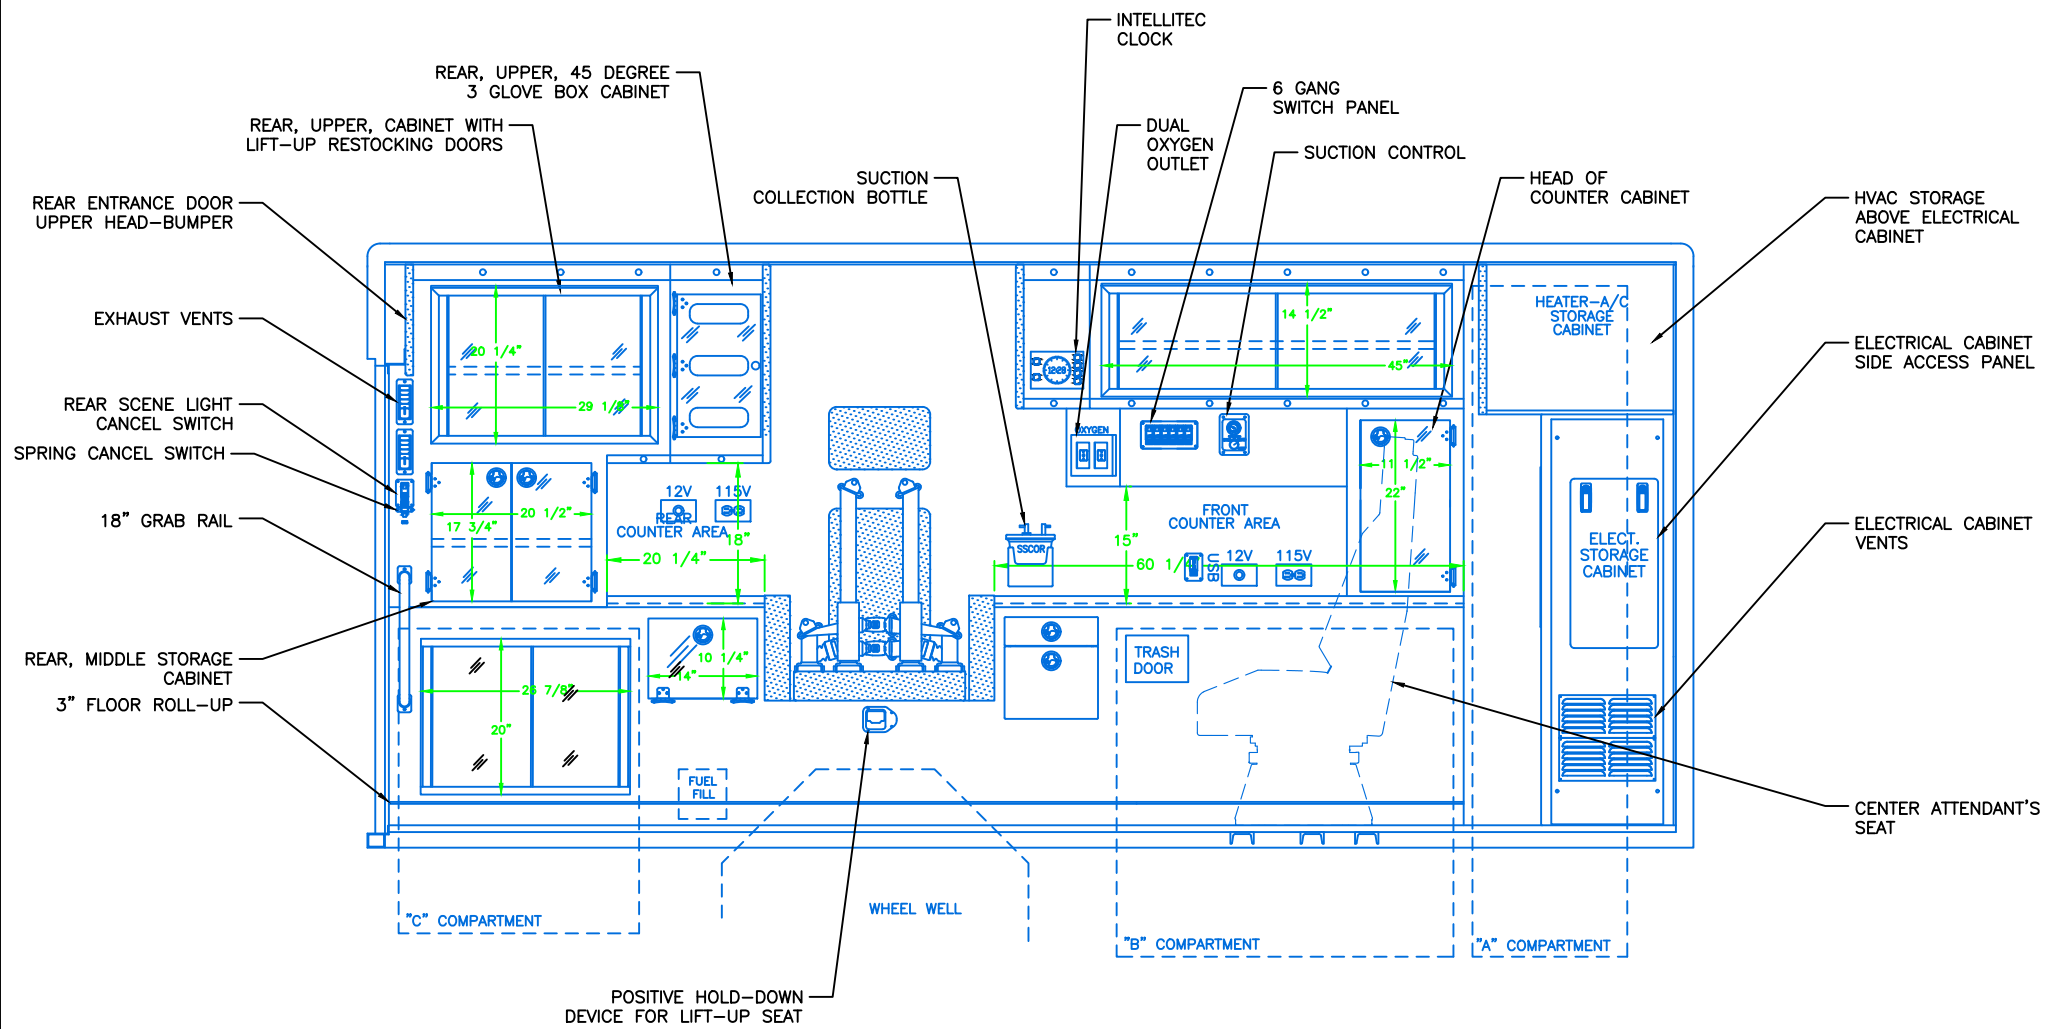 INTELLITEC
CLOCK
REAR, UPPER, 45 DEGREE
3 GLOVE BOX CABINET
6 GANG
SWITCH PANEL
REAR, UPPER, CABINET WITH
LIFT-UP RESTOCKING DOORS
DUAL
OXYGEN
OUTLET
SUCTION CONTROL
SUCTION
COLLECTION BOTTLE
HEAD OF
COUNTER CABINET
REAR ENTRANCE DOOR
UPPER HEAD-BUMPER
HVAC STORAGE
ABOVE ELECTRICAL
CABINET
EXHAUST VENTS
HEATER-A/C
STORAGE
CABINET
14 1/2"
20 1/4"
45"
29 1/8"
12:28
ELECTRICAL CABINET
SIDE ACCESS PANEL
REAR SCENE LIGHT
CANCEL SWITCH
SPRING CANCEL SWITCH
OXYGEN
11 1/2"
22"
12V
115V
REAR
COUNTER AREA
18"
20 1/4"
17 3/4"
20 1/2"
FRONT
COUNTER AREA
15"
SSCOR
60 1/4"
USB
12V
115V
ELECT.
STORAGE
CABINET
18" GRAB RAIL
ELECTRICAL CABINET
VENTS
REAR, MIDDLE STORAGE
CABINET
3" FLOOR ROLL-UP
10 1/4"
14"
20"
TRASH
DOOR
FUEL
FILL
CENTER ATTENDANT'S
SEAT
WHEEL WELL
"C" COMPARTMENT
"B" COMPARTMENT
"A" COMPARTMENT
POSITIVE HOLD-DOWN
DEVICE FOR LIFT-UP SEAT